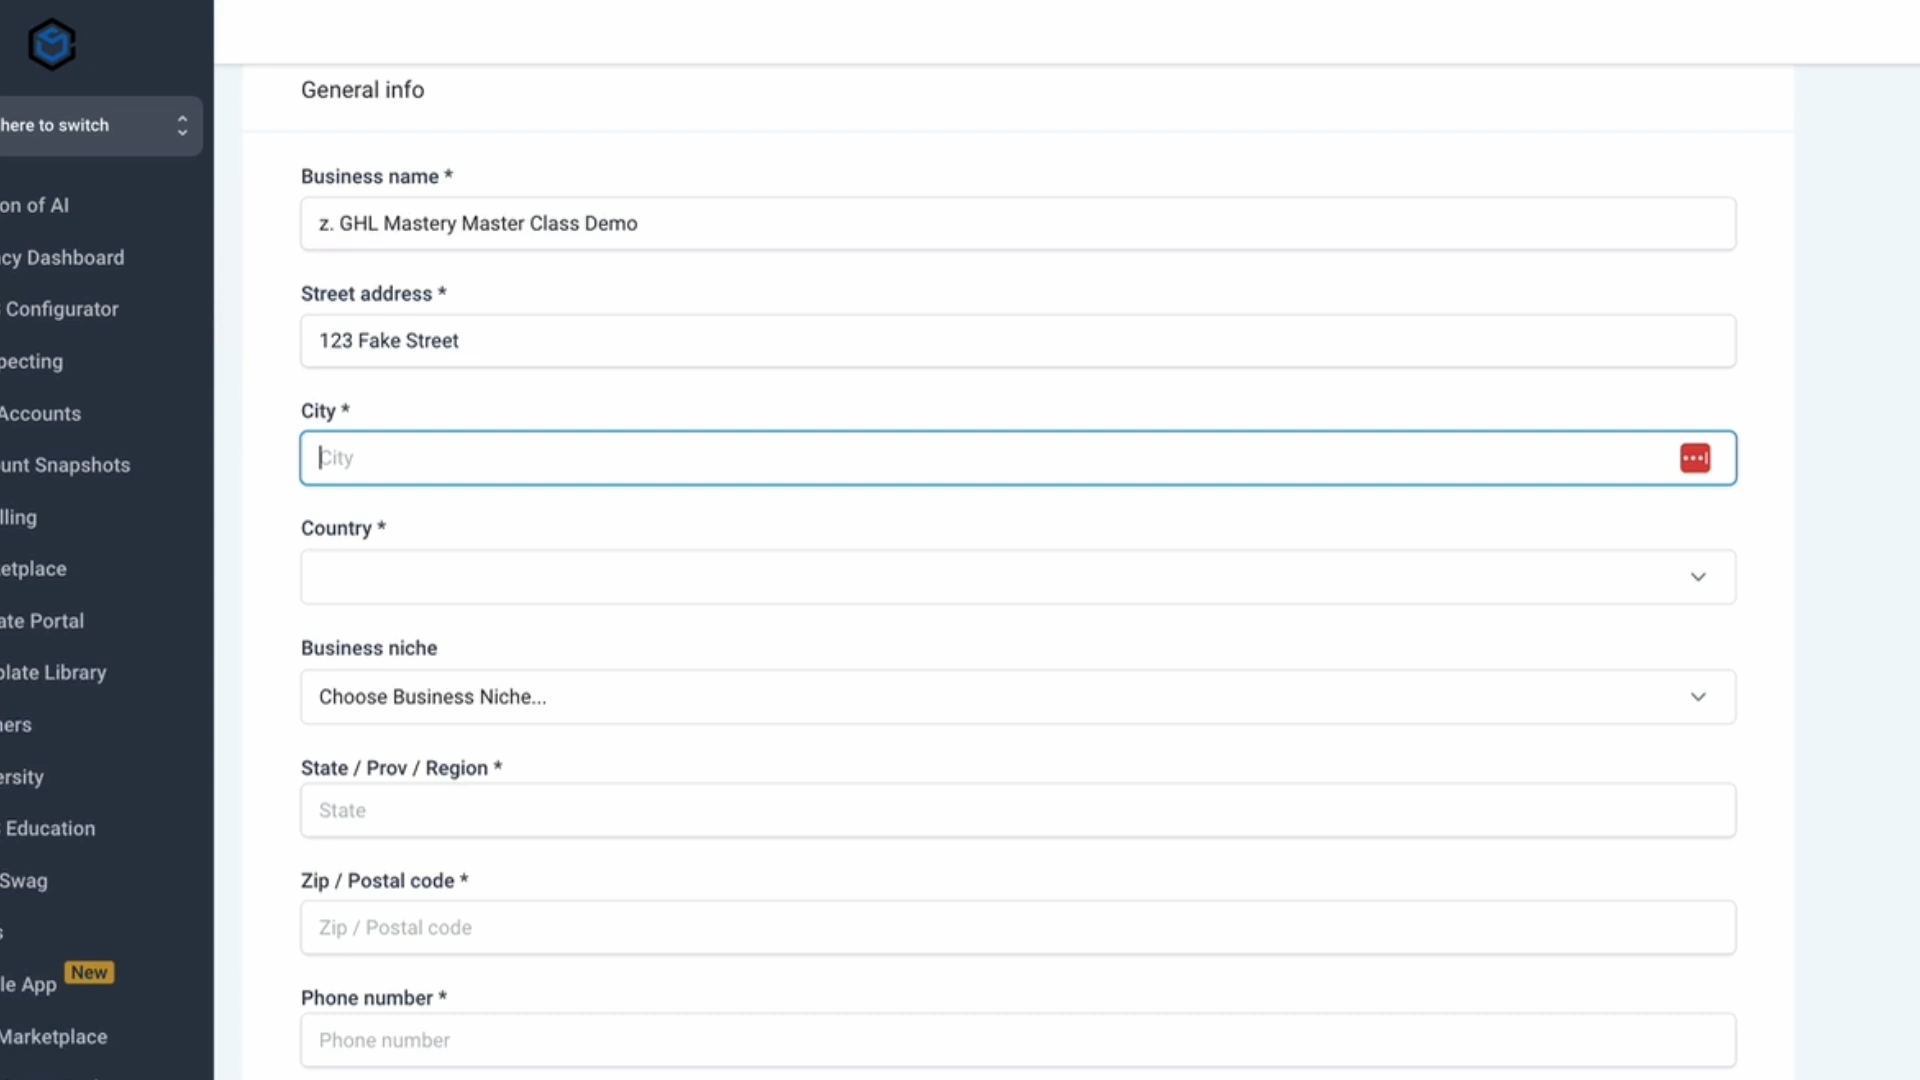 here to switch
on of AI
cy Dashboard
Configurator
pecting
Accounts
unt Snapshots
lling
etplace
ate Portal
plate Library
ners
ersity
Education
Swag
s
le App New
Marketplace
General info
Business name *
z. GHL Mastery Master Class Demo
Street address *
123 Fake Street
City *
City
Country *
Business niche
Choose Business Niche...
State / Prov / Region *
State
Zip / Postal code *
Zip / Postal code
Phone number *
Phone number